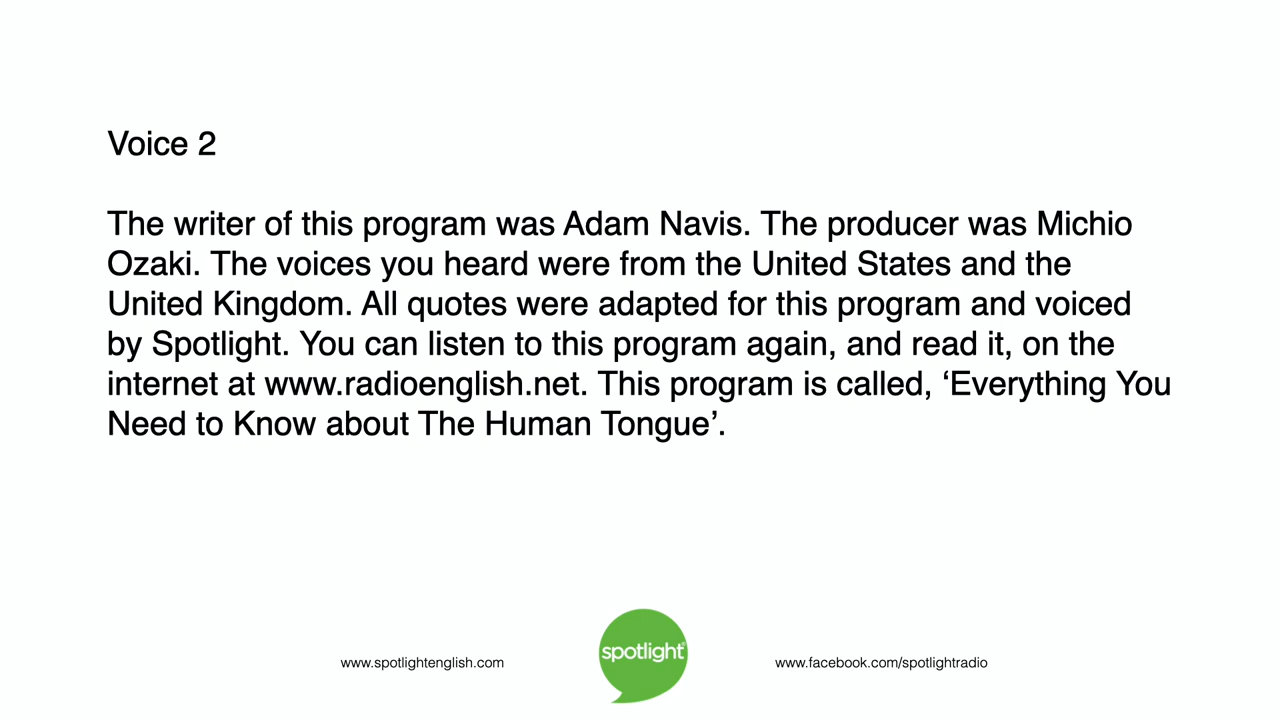 Voice 2
The writer of this program was Adam Navis. The producer was Michio
Ozaki. The voices you heard were from the United States and the
United Kingdom. All quotes were adapted for this program and voiced
by Spotlight. You can listen to this program again, and read it, on the
internet at www.radioenglish.net. This program is called, ‘Everything You
Need to Know about The Human Tongue’.
www.spotlightenglish.com
spotlight®
www.facebook.com/spotlightradio